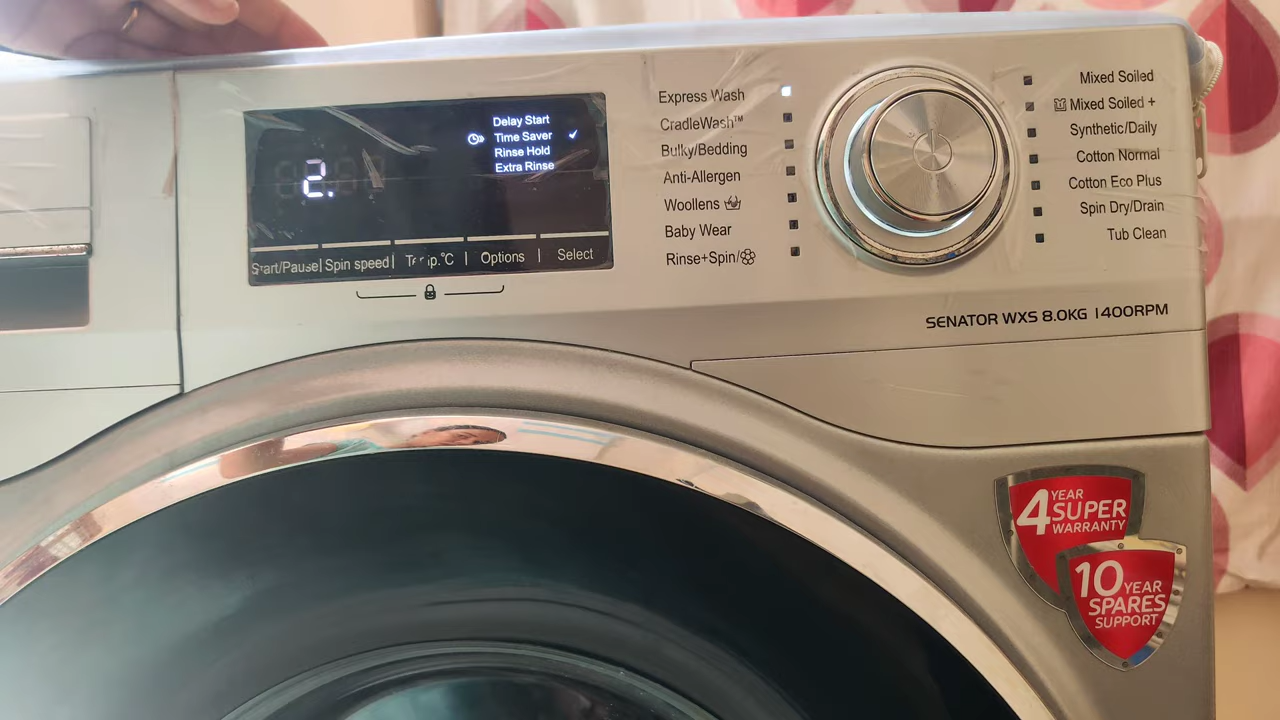 Delay Start
Time Saver ✓
Rinse Hold
Extra Rinse
2.
Start/Pause| Spin speed| Temp.°C | Options | Select
Express Wash
CradleWash™
Bulky/Bedding
Anti-Allergen
Woollens
Baby Wear
Rinse+Spin/
Mixed Soiled
Mixed Soiled +
Synthetic/Daily
Cotton Normal
Cotton Eco Plus
Spin Dry/Drain
Tub Clean
SENATOR WXS 8.0KG 1400RPM
4 YEAR
SUPER
WARRANTY
10 YEAR
SPARES
SUPPORT